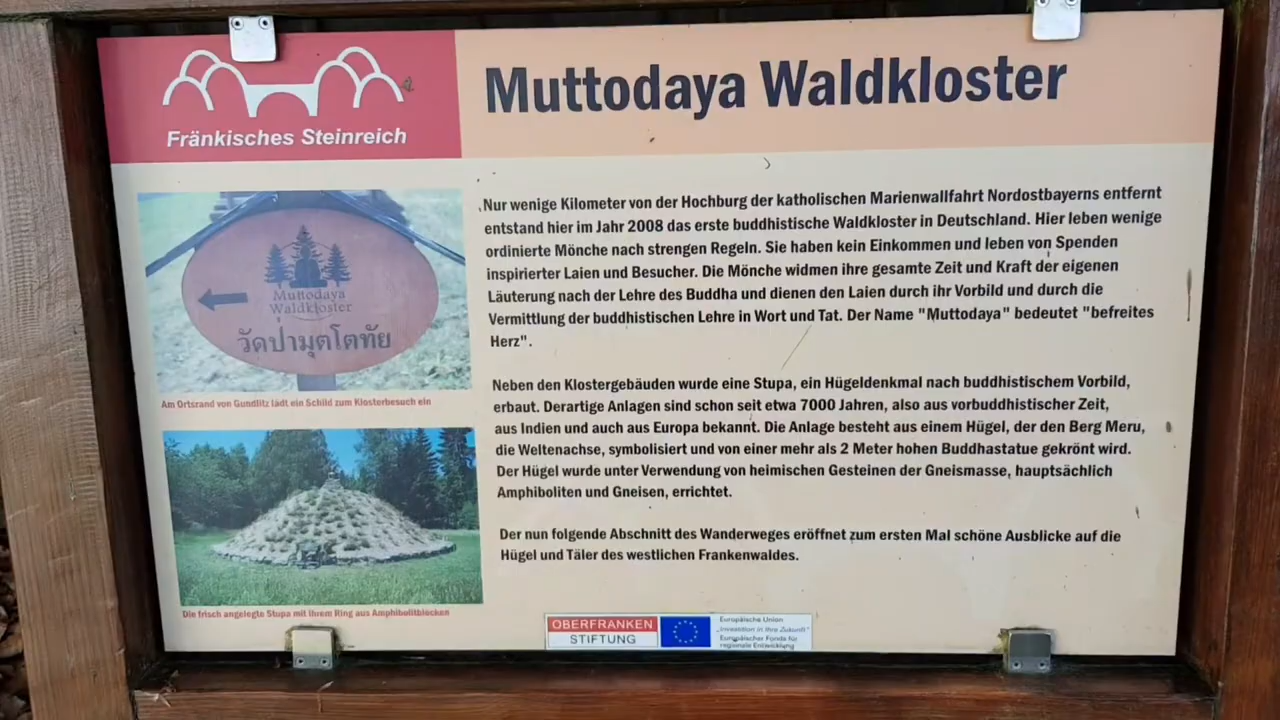 Fränkisches Steinreich
Muttodaya Waldkloster
Muttodaya
Waldkloster
วัดป่ามุตโตทัย
Am Ortsrand von Gundlitz lädt ein Schild zum Klosterbesuch ein
Die frisch angelegte Stupa mit ihrem Ring aus Amphibolitblöcken
Nur wenige Kilometer von der Hochburg der katholischen Marienwallfahrt Nordostbayerns entfernt
entstand hier im Jahr 2008 das erste buddhistische Waldkloster in Deutschland. Hier leben wenige
ordinierte Mönche nach strengen Regeln. Sie haben kein Einkommen und leben von Spenden
inspirierter Laien und Besucher. Die Mönche widmen ihre gesamte Zeit und Kraft der eigenen
Läuterung nach der Lehre des Buddha und dienen den Laien durch ihr Vorbild und durch die
Vermittlung der buddhistischen Lehre in Wort und Tat. Der Name "Muttodaya" bedeutet "befreites
Herz".
Neben den Klostergebäuden wurde eine Stupa, ein Hügeldenkmal nach buddhistischem Vorbild,
erbaut. Derartige Anlagen sind schon seit etwa 7000 Jahren, also aus vorbuddhistischer Zeit,
aus Indien und auch aus Europa bekannt. Die Anlage besteht aus einem Hügel, der den Berg Meru,
die Weltenachse, symbolisiert und von einer mehr als 2 Meter hohen Buddhastatue gekrönt wird.
Der Hügel wurde unter Verwendung von heimischen Gesteinen der Gneismasse, hauptsächlich
Amphiboliten und Gneisen, errichtet.
Der nun folgende Abschnitt des Wanderweges eröffnet zum ersten Mal schöne Ausblicke auf die
Hügel und Täler des westlichen Frankenwaldes.
OBERFRANKEN
STIFTUNG
Europäische Union
„Investition in Ihre Zukunft"
Europäischer Fonds für
regionale Entwicklung